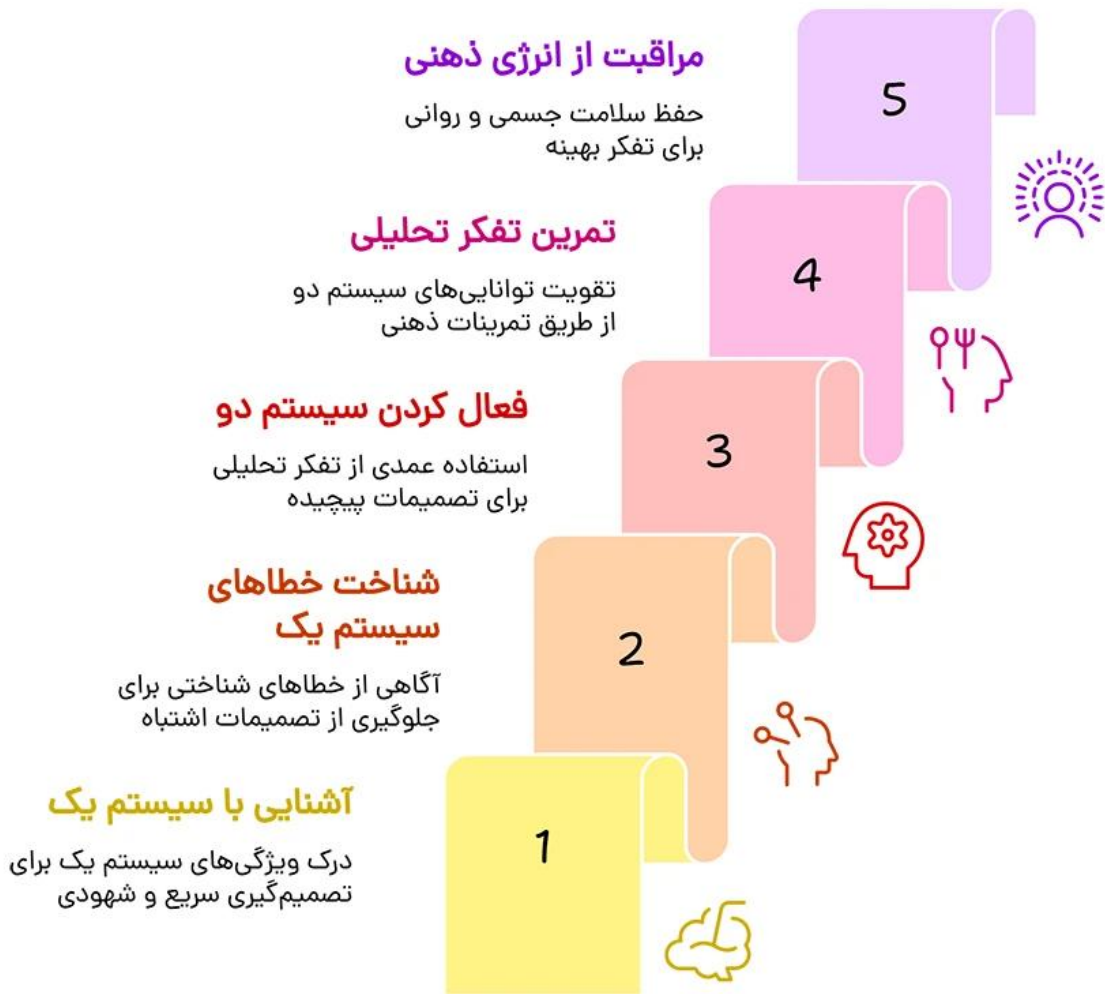 مراقبت از انرژی ذهنی
حفظ سلامت جسمی و روانی
برای تفکر بهینه
5
تمرین تفکر تحلیلی
تقویت توانایی‌های سیستم دو
از طریق تمرینات ذهنی
4
فعال کردن سیستم دو
استفاده عمدی از تفکر تحلیلی
برای تصمیمات پیچیده
3
شناخت خطاهای
سیستم یک
آگاهی از خطاهای شناختی برای
جلوگیری از تصمیمات اشتباه
2
آشنایی با سیستم یک
درک ویژگی‌های سیستم یک برای
تصمیم‌گیری سریع و شهودی
1